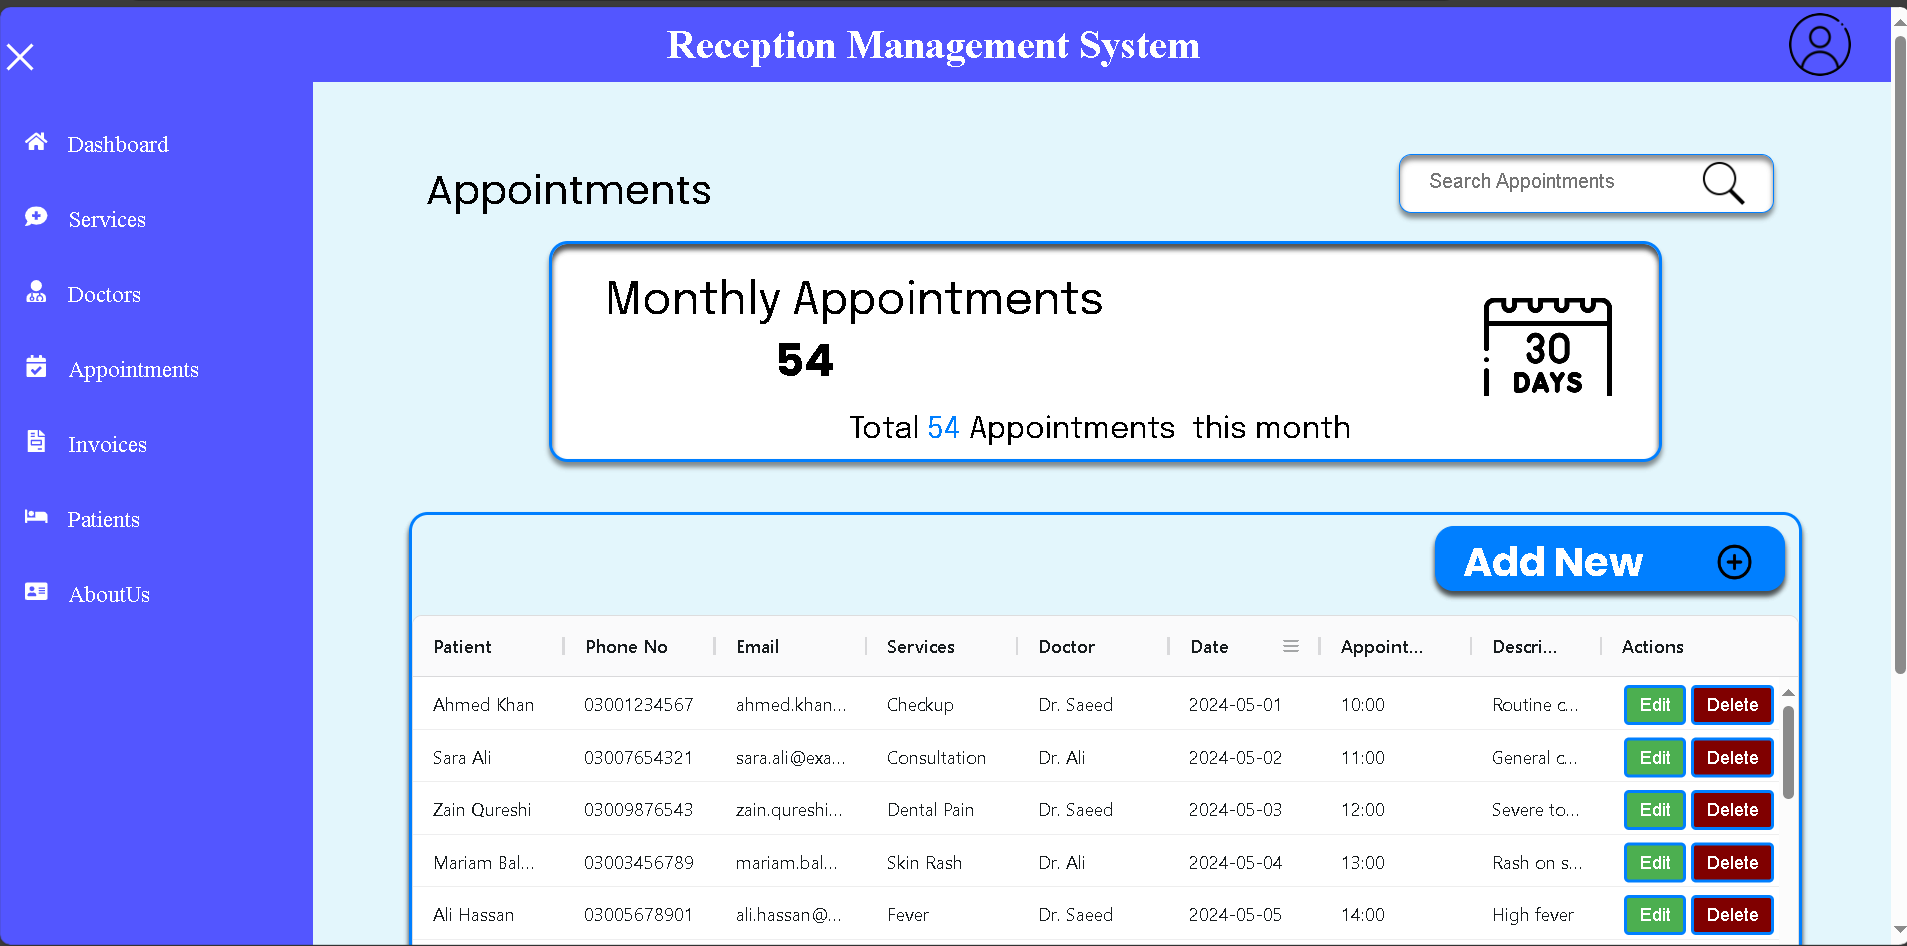 Reception Management System
Dashboard
Services
Doctors
Appointments
Invoices
Patients
AboutUs
Appointments
Search Appointments
Monthly Appointments
54
Total 54 Appointments this month
30
DAYS
Add New
Patient Phone No Email Services Doctor Date Appoint... Descri... Actions
Ahmed Khan 03001234567 ahmed.khan... Checkup Dr. Saeed 2024-05-01 10:00 Routine c... Edit Delete
Sara Ali 03007654321 sara.ali@exa... Consultation Dr. Ali 2024-05-02 11:00 General c... Edit Delete
Zain Qureshi 03009876543 zain.qureshi... Dental Pain Dr. Saeed 2024-05-03 12:00 Severe to... Edit Delete
Mariam Bal... 03003456789 mariam.bal... Skin Rash Dr. Ali 2024-05-04 13:00 Rash on s... Edit Delete
Ali Hassan 03005678901 ali.hassan@... Fever Dr. Saeed 2024-05-05 14:00 High fever Edit Delete